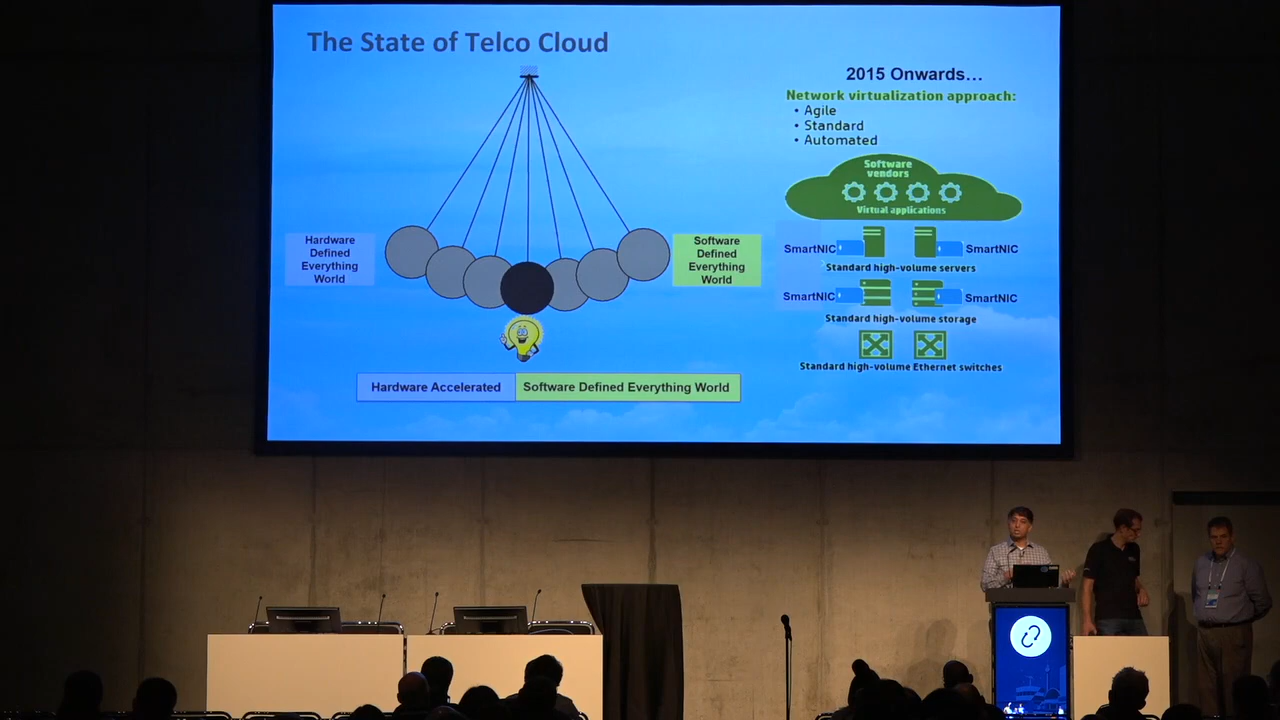 The State of Telco Cloud
Hardware
Defined
Everything
World
Software
Defined
Everything
World
Hardware Accelerated
Software Defined Everything World
2015 Onwards...
Network virtualization approach:
• Agile
• Standard
• Automated
Software
vendors
Virtual applications
SmartNIC
SmartNIC
Standard high-volume servers
SmartNIC
SmartNIC
Standard high-volume storage
Standard high-volume Ethernet switches